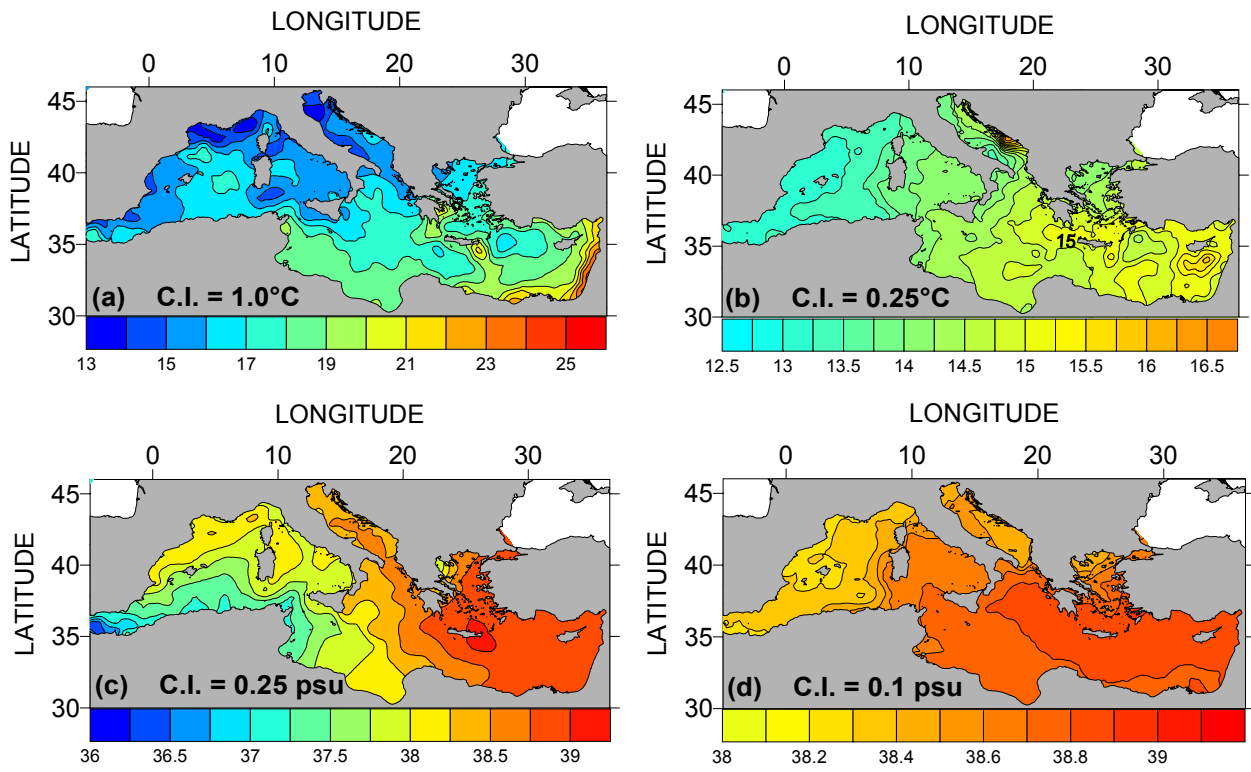 LONGITUDE
0 10 20 30
LATITUDE
45
40
35
30
(a) C.I. = 1.0°C
13 15 17 19 21 23 25
LONGITUDE
0 10 20 30
LATITUDE
45
40
35
30
15
(b) C.I. = 0.25°C
12.5 13 13.5 14 14.5 15 15.5 16 16.5
LONGITUDE
0 10 20 30
LATITUDE
45
40
35
30
(c) C.I. = 0.25 psu
36 36.5 37 37.5 38 38.5 39
LONGITUDE
0 10 20 30
LATITUDE
45
40
35
30
(d) C.I. = 0.1 psu
38 38.2 38.4 38.6 38.8 39